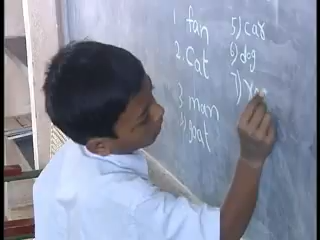 1 fan
2. Cat
3 man
4) goat
5) car
6) dog
7) r